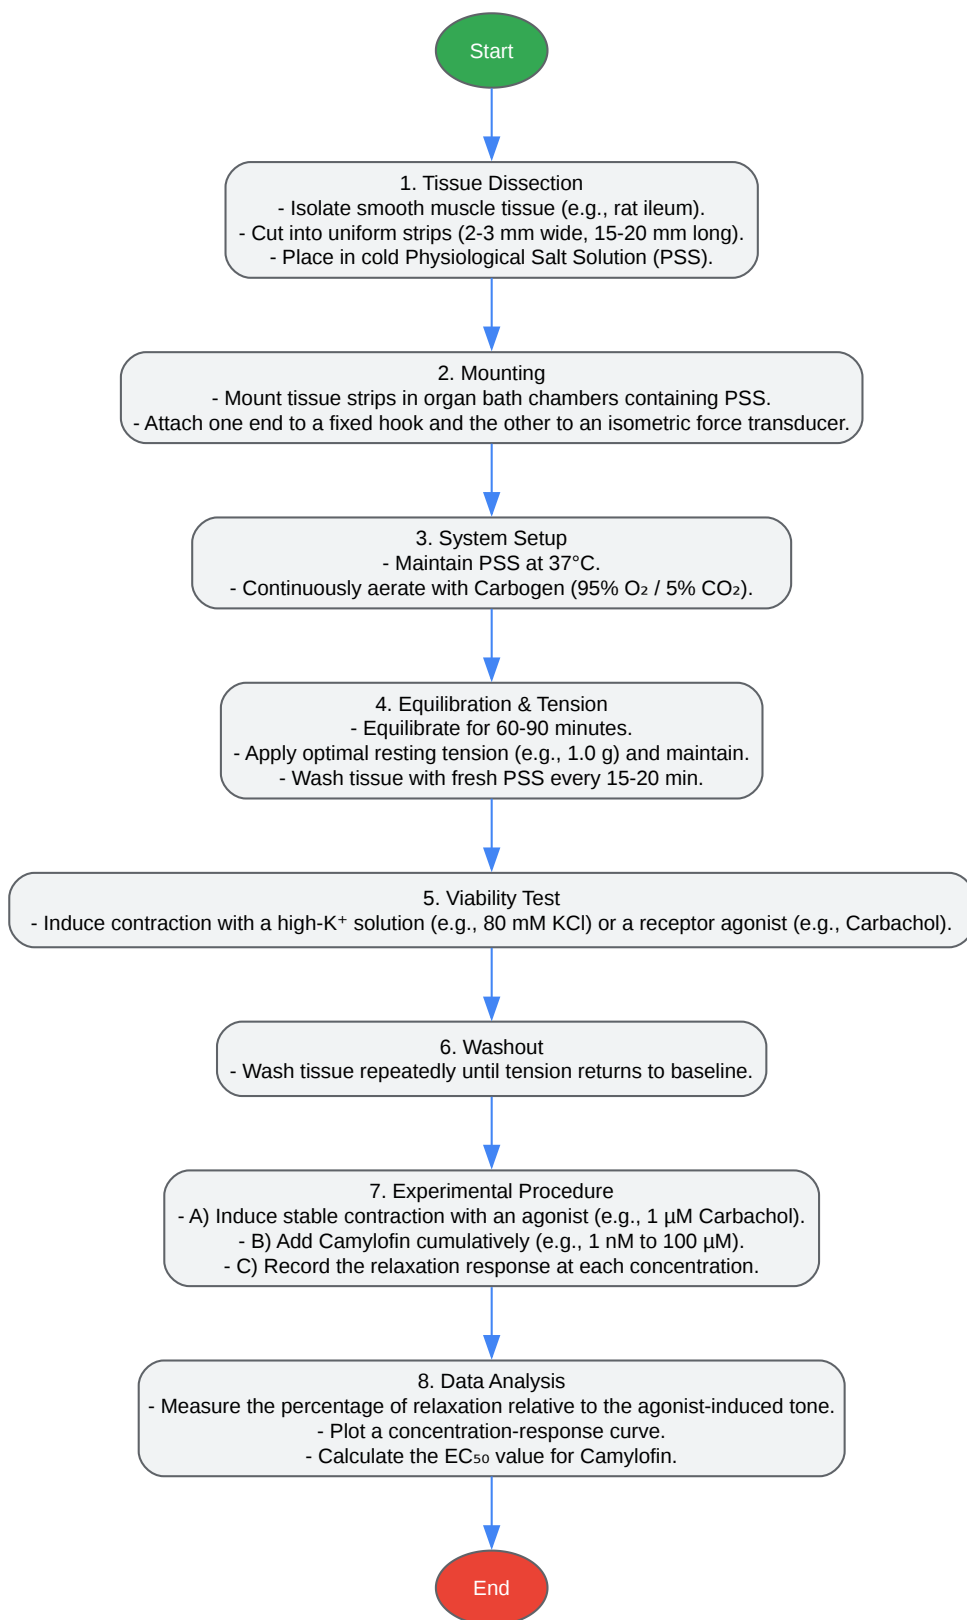 Start
1. Tissue Dissection
- Isolate smooth muscle tissue (e.g., rat ileum).
- Cut into uniform strips (2-3 mm wide, 15-20 mm long).
- Place in cold Physiological Salt Solution (PSS).
2. Mounting
- Mount tissue strips in organ bath chambers containing PSS.
- Attach one end to a fixed hook and the other to an isometric force transducer.
3. System Setup
- Maintain PSS at 37°C.
- Continuously aerate with Carbogen (95% O₂ / 5% CO₂).
4. Equilibration & Tension
- Equilibrate for 60-90 minutes.
- Apply optimal resting tension (e.g., 1.0 g) and maintain.
- Wash tissue with fresh PSS every 15-20 min.
5. Viability Test
- Induce contraction with a high-K⁺ solution (e.g., 80 mM KCl) or a receptor agonist (e.g., Carbachol).
6. Washout
- Wash tissue repeatedly until tension returns to baseline.
7. Experimental Procedure
- A) Induce stable contraction with an agonist (e.g., 1 µM Carbachol).
- B) Add Camylofin cumulatively (e.g., 1 nM to 100 µM).
- C) Record the relaxation response at each concentration.
8. Data Analysis
- Measure the percentage of relaxation relative to the agonist-induced tone.
- Plot a concentration-response curve.
- Calculate the EC₅₀ value for Camylofin.
End